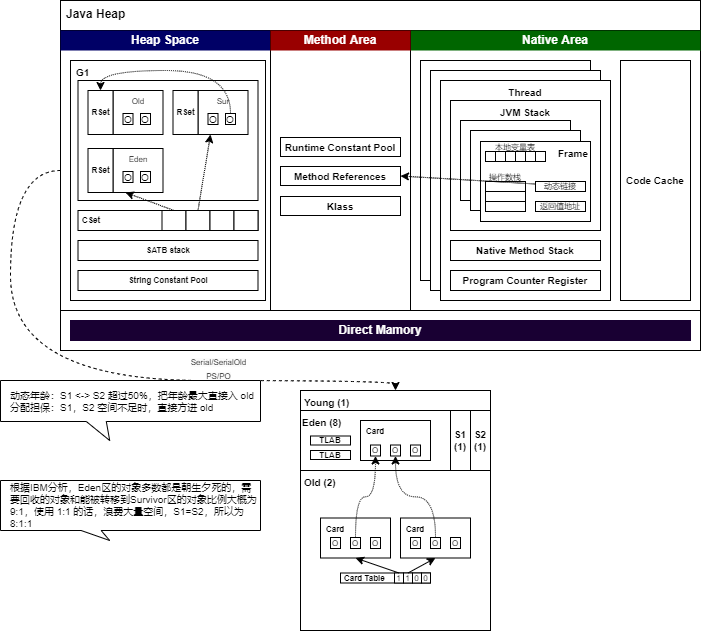 Java Heap
Heap Space
Method Area
Native Area
G1
RSet
Old
O O
RSet
Sur
O O
RSet
Eden
O O
CSet
SATB stack
String Constant Pool
Runtime Constant Pool
Method References
Klass
Thread
JVM Stack
本地变量表
Frame
操作数栈
动态链接
返回值地址
Native Method Stack
Program Counter Register
Code Cache
Direct Mamory
Serial/SerialOld
PS/PO
动态年龄：S1 <-> S2 超过50%，把年龄最大直接入 old
分配担保：S1，S2 空间不足时，直接方进 old
根据IBM分析，Eden区的对象多数都是朝生夕死的，需
要回收的对象和能被转移到Survivor区的对象比例大概为
9:1，使用 1:1 的话，浪费大量空间，S1=S2，所以为
8:1:1
Young (1)
Eden (8)
TLAB
TLAB
Card
O O O
S1
(1)
S2
(1)
Old (2)
Card
O O O
Card
O O O
Card Table
1 1 0 0